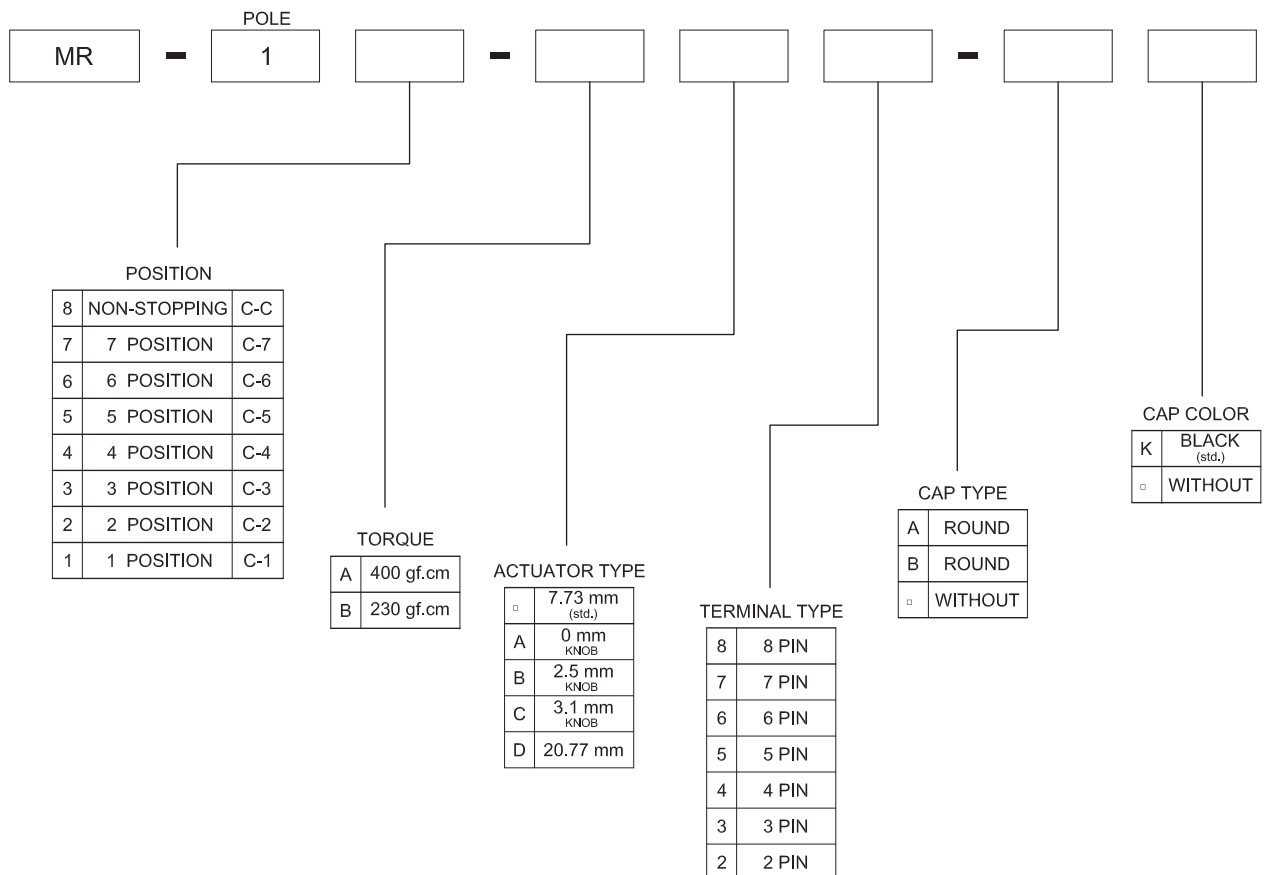 POLE
MR - 1 - -
POSITION
8 NON-STOPPING C-C
7 7 POSITION C-7
6 6 POSITION C-6
5 5 POSITION C-5
4 4 POSITION C-4
3 3 POSITION C-3
2 2 POSITION C-2
1 1 POSITION C-1
TORQUE
A 400 gf.cm
B 230 gf.cm
ACTUATOR TYPE
▫ 7.73 mm
(std.)
A 0 mm
KNOB
B 2.5 mm
KNOB
C 3.1 mm
KNOB
D 20.77 mm
TERMINAL TYPE
8 8 PIN
7 7 PIN
6 6 PIN
5 5 PIN
4 4 PIN
3 3 PIN
2 2 PIN
CAP TYPE
A ROUND
B ROUND
▫ WITHOUT
CAP COLOR
K BLACK
(std.)
▫ WITHOUT